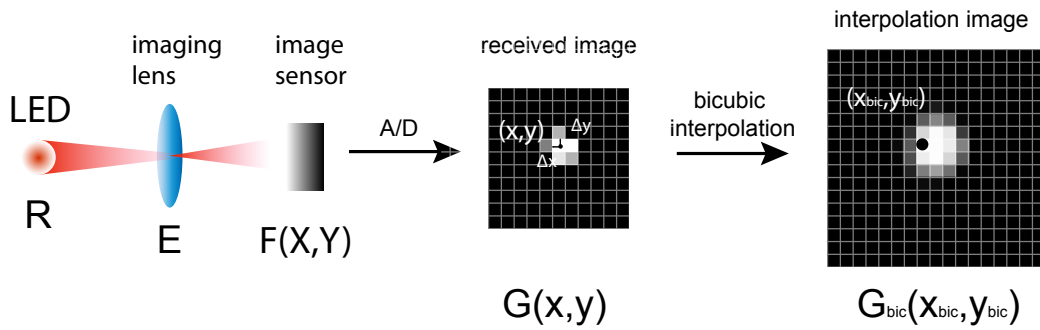 LED
R
imaging
lens
E
image
sensor
F(X,Y)
A/D
received image
(x,y)
Δy
Δx
G(x,y)
bicubic
interpolation
interpolation image
(xbic,ybic)
Gbic(xbic,ybic)